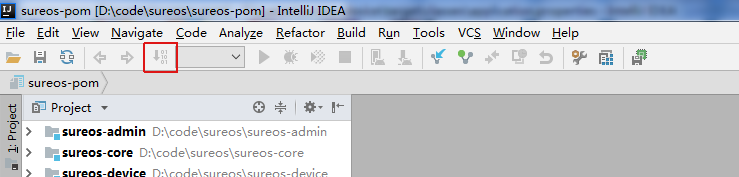 sureos-pom [D:\code\sureos\sureos-pom] - IntelliJ IDEA
File Edit View Navigate Code Analyze Refactor Build Run Tools VCS Window Help
sureos-pom
1: Project
Project
sureos-admin D:\code\sureos\sureos-admin
sureos-core D:\code\sureos\sureos-core
sureos-device D:\code\sureos\sureos-device